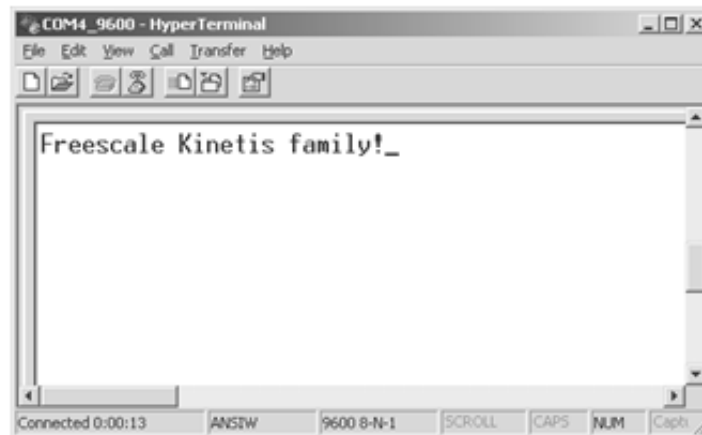 COM4_9600 - HyperTerminal
File Edit View Call Transfer Help
Freescale Kinetis family!_
Connected 0:00:13 ANSIW 9600 8-N-1 SCROLL CAPS NUM Captu